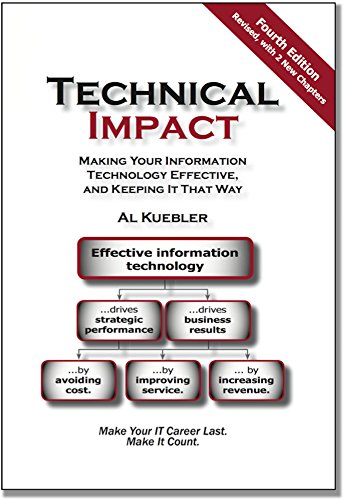 Fourth Edition
Revised, with 2 New Chapters
TECHNICAL
IMPACT
MAKING YOUR INFORMATION
TECHNOLOGY EFFECTIVE,
AND KEEPING IT THAT WAY
AL KUEBLER
Effective information
technology
...drives
strategic
performance
...drives
business
results
...by
avoiding
cost.
...by
improving
service.
... by
increasing
revenue.
Make Your IT Career Last.
Make It Count.